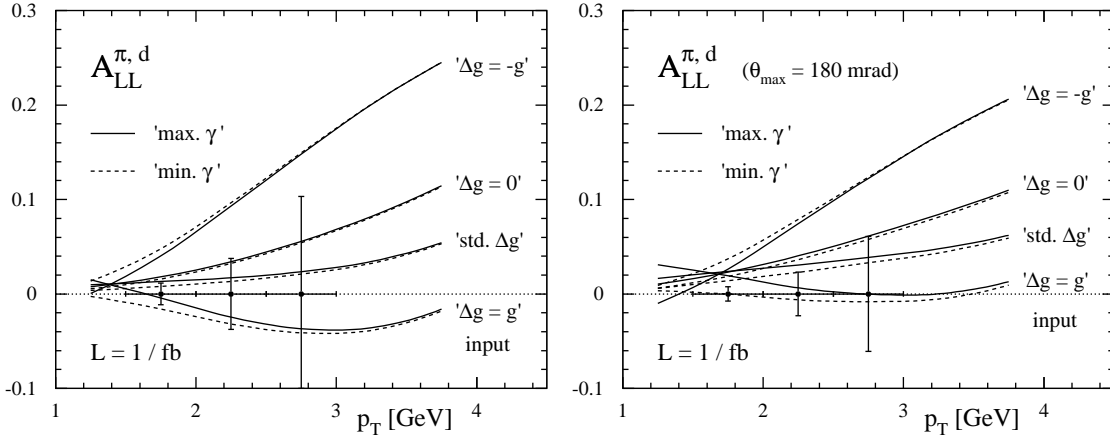 0.3
0.2
0.1
0
-0.1
A_LL^π, d
'max. γ'
'min. γ'
'Δg = -g'
'Δg = 0'
'std. Δg'
'Δg = g'
input
L = 1 / fb
1 2 3 4
p_T [GeV]
0.3
0.2
0.1
0
-0.1
A_LL^π, d (θ_max = 180 mrad)
'max. γ'
'min. γ'
'Δg = -g'
'Δg = 0'
'std. Δg'
'Δg = g'
input
L = 1 / fb
1 2 3 4
p_T [GeV]